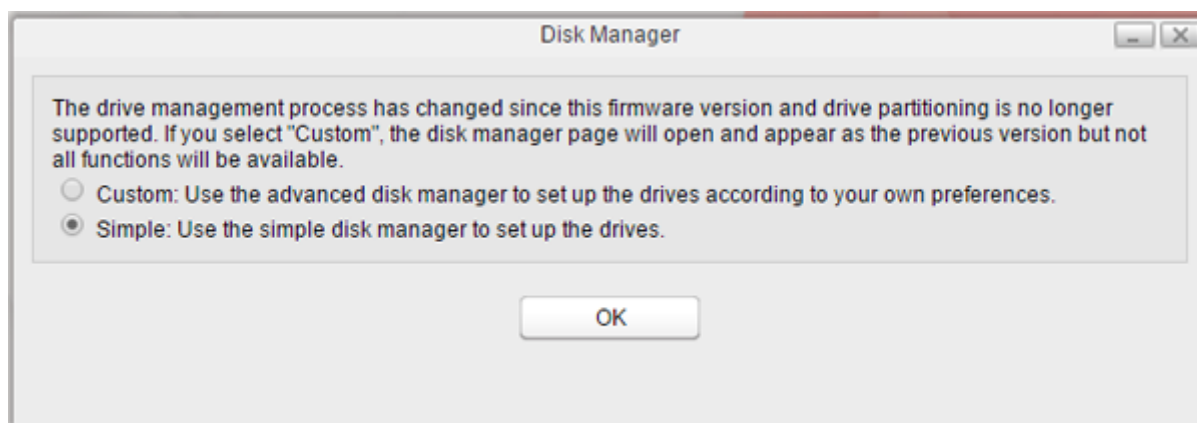 Disk Manager
The drive management process has changed since this firmware version and drive partitioning is no longer
supported. If you select "Custom", the disk manager page will open and appear as the previous version but not
all functions will be available.
Custom: Use the advanced disk manager to set up the drives according to your own preferences.
Simple: Use the simple disk manager to set up the drives.
OK